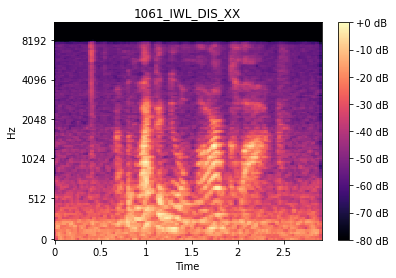 1061_IWL_DIS_XX
Hz
8192
4096
2048
1024
512
0
0
0.5
1
1.5
2
2.5
Time
+0 dB
-10 dB
-20 dB
-30 dB
-40 dB
-50 dB
-60 dB
-70 dB
-80 dB